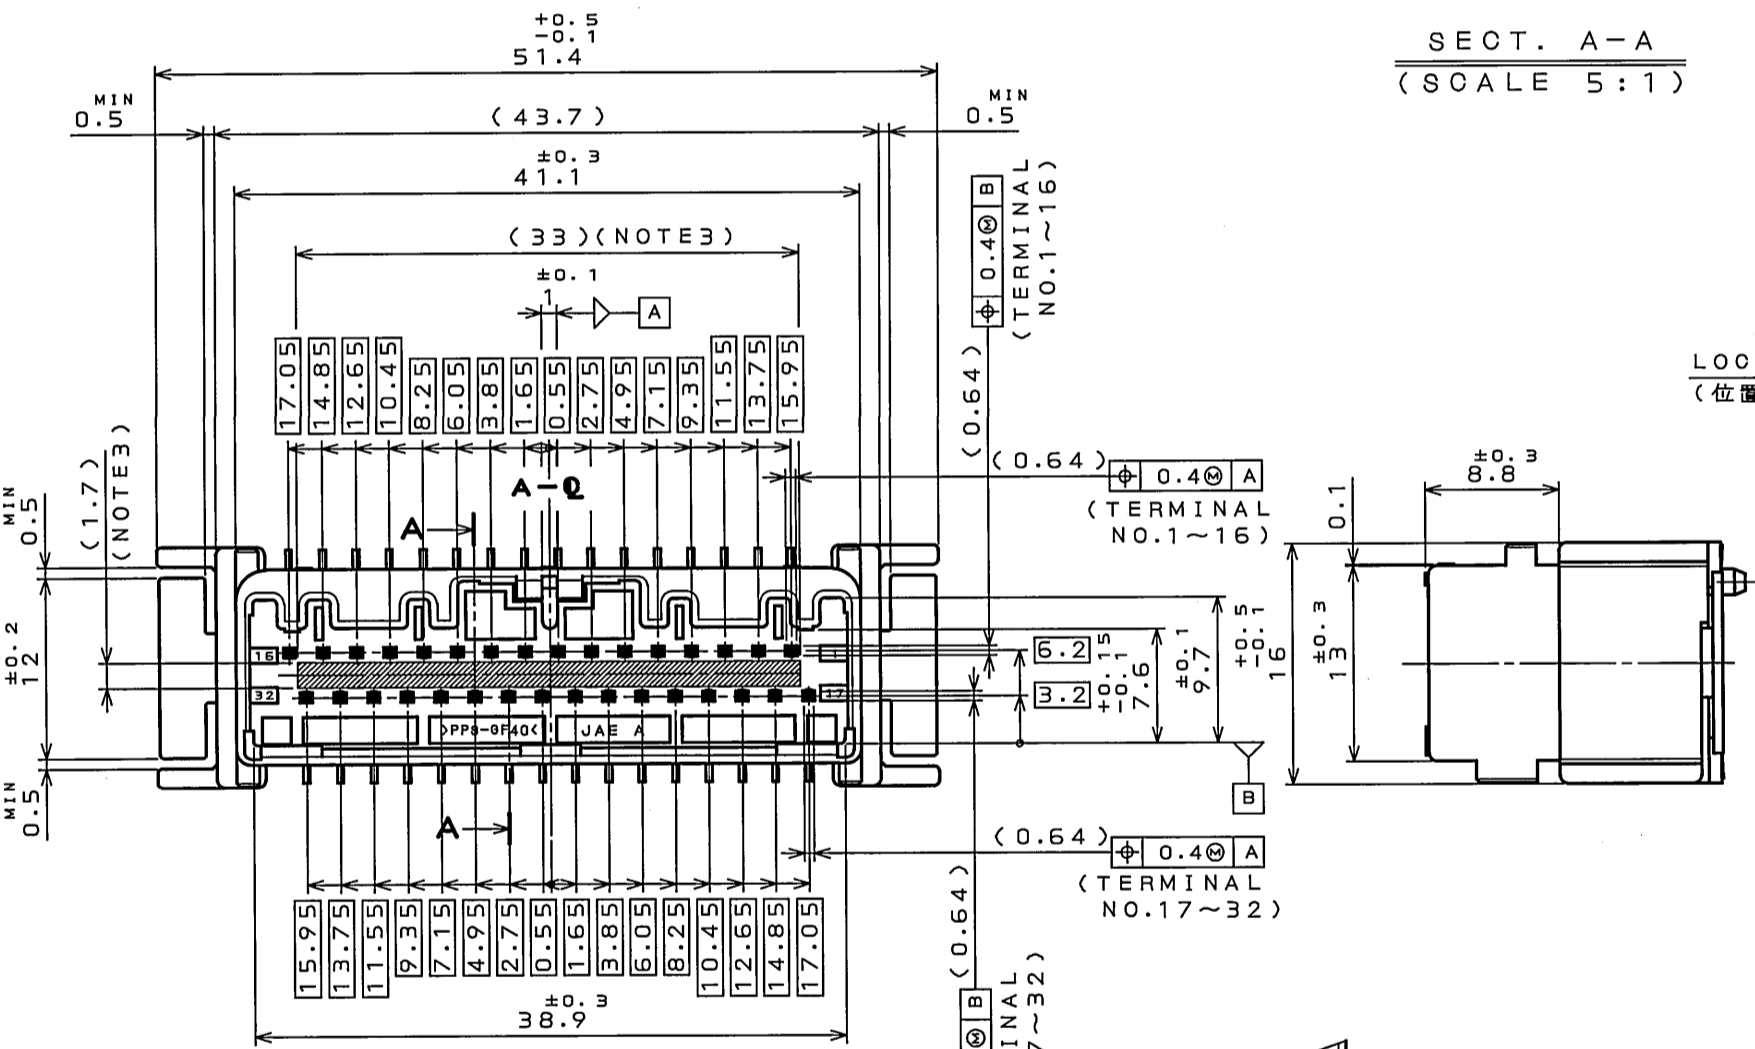 +0.5
-0.1
51.4
SECT. A-A
(SCALE 5:1)
MIN
0.5
(43.7)
MIN
0.5
±0.3
41.1
(33)(NOTE3)
±0.1
1
A
⌖ 0.4Ⓜ B
(TERMINAL
NO.1~16)
17.05
14.85
12.65
10.45
8.25
6.05
3.85
1.65
0.55
2.75
4.95
7.15
9.35
11.55
13.75
15.95
(0.64)
LOC
(位置
(1.7)
(NOTE3)
MIN
0.5
A-
(0.64)
⌖ 0.4Ⓜ A
(TERMINAL
NO.1~16)
A
±0.3
8.8
0.1
±0.2
12
16
32
17
6.2
3.2
+0.15
-0.1
7.6
±0.1
9.7
+0.5
-0.1
16
±0.3
13
>PPS-GF40<
JAE A
MIN
0.5
B
A
(0.64)
⌖ 0.4Ⓜ A
(TERMINAL
NO.17~32)
15.95
13.75
11.55
9.35
7.15
4.95
2.75
0.55
1.65
3.85
6.05
8.25
10.45
12.65
14.85
17.05
(0.64)
±0.3
38.9
Ⓜ B
INAL
7~32)